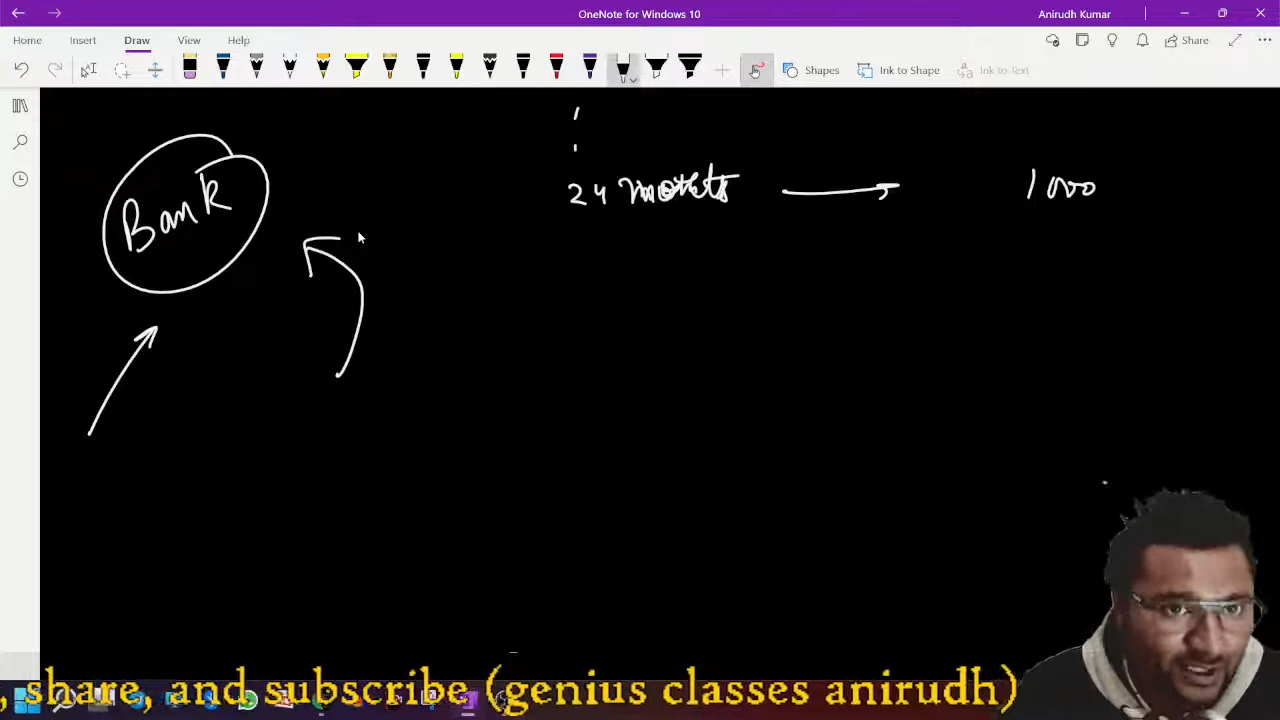 OneNote for Windows 10
Anirudh Kumar
Home Insert Draw View Help
Share
Shapes
Ink to Shape
Ink to Text
Bank
24 months
1000
, share, and subscribe (genius classes anirudh)